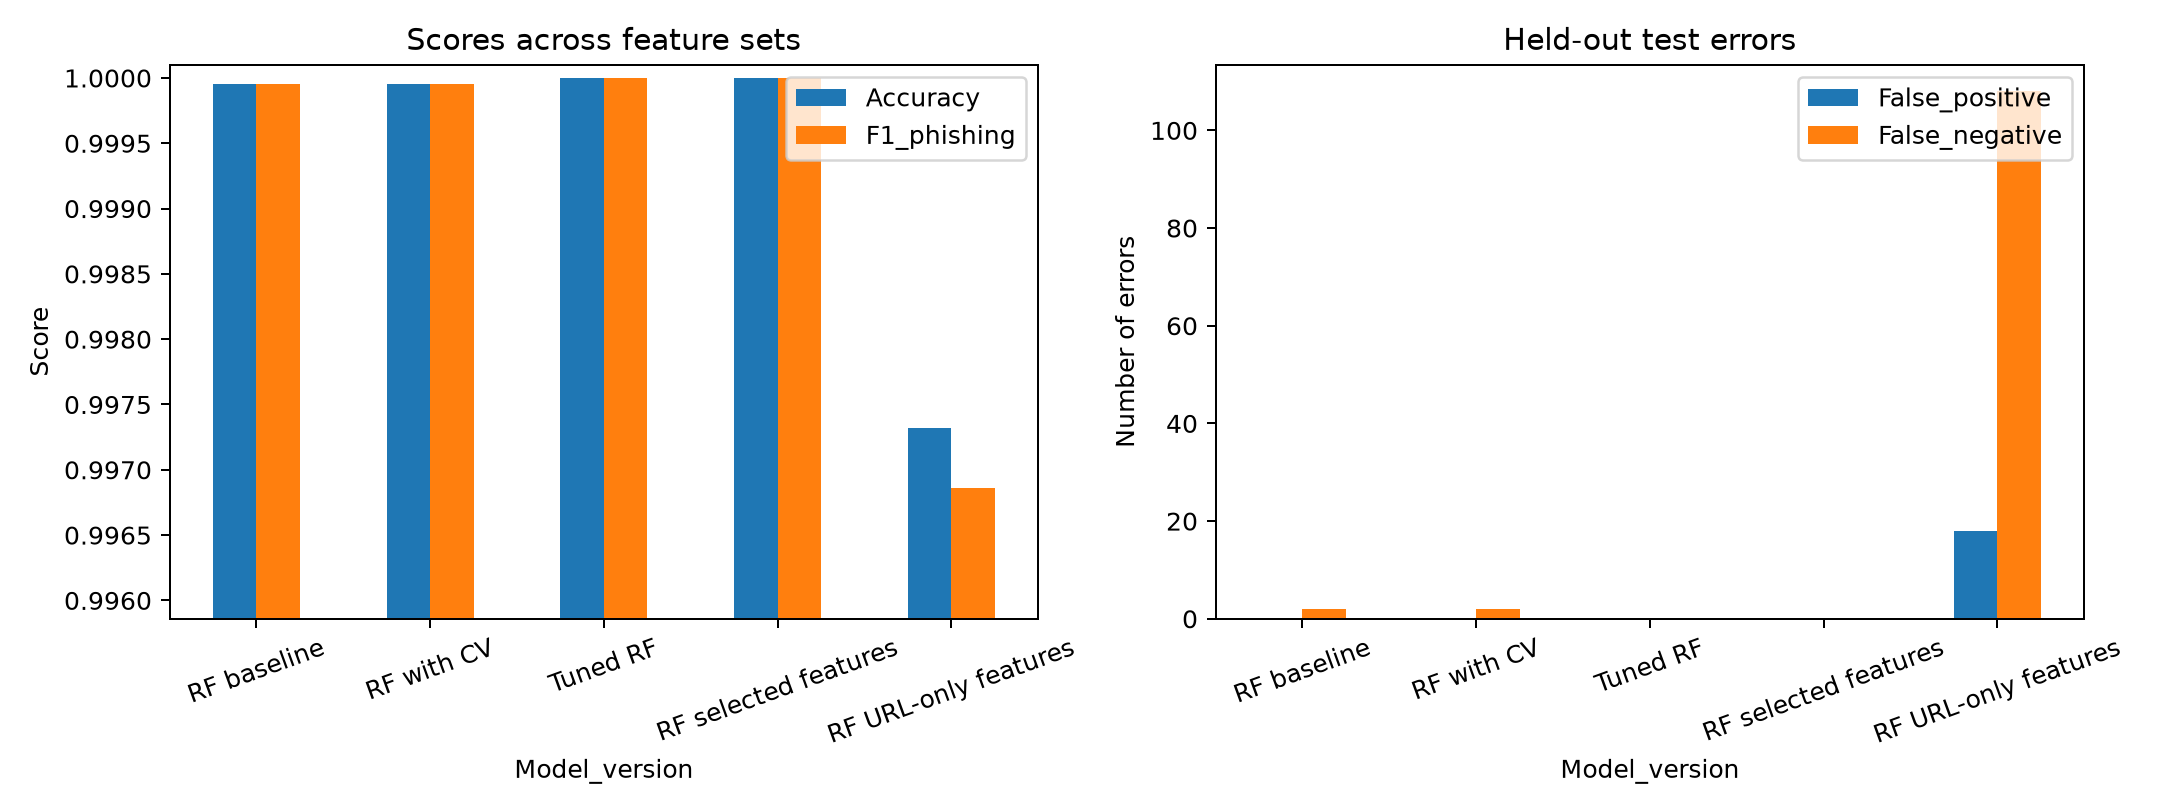 Scores across feature sets
1.0000
0.9995
0.9990
0.9985
0.9980
0.9975
0.9970
0.9965
0.9960
Score
Accuracy
F1_phishing
RF baseline
RF with CV
Tuned RF
RF selected features
RF URL-only features
Model_version
Held-out test errors
100
80
60
40
20
0
Number of errors
False_positive
False_negative
RF baseline
RF with CV
Tuned RF
RF selected features
RF URL-only features
Model_version